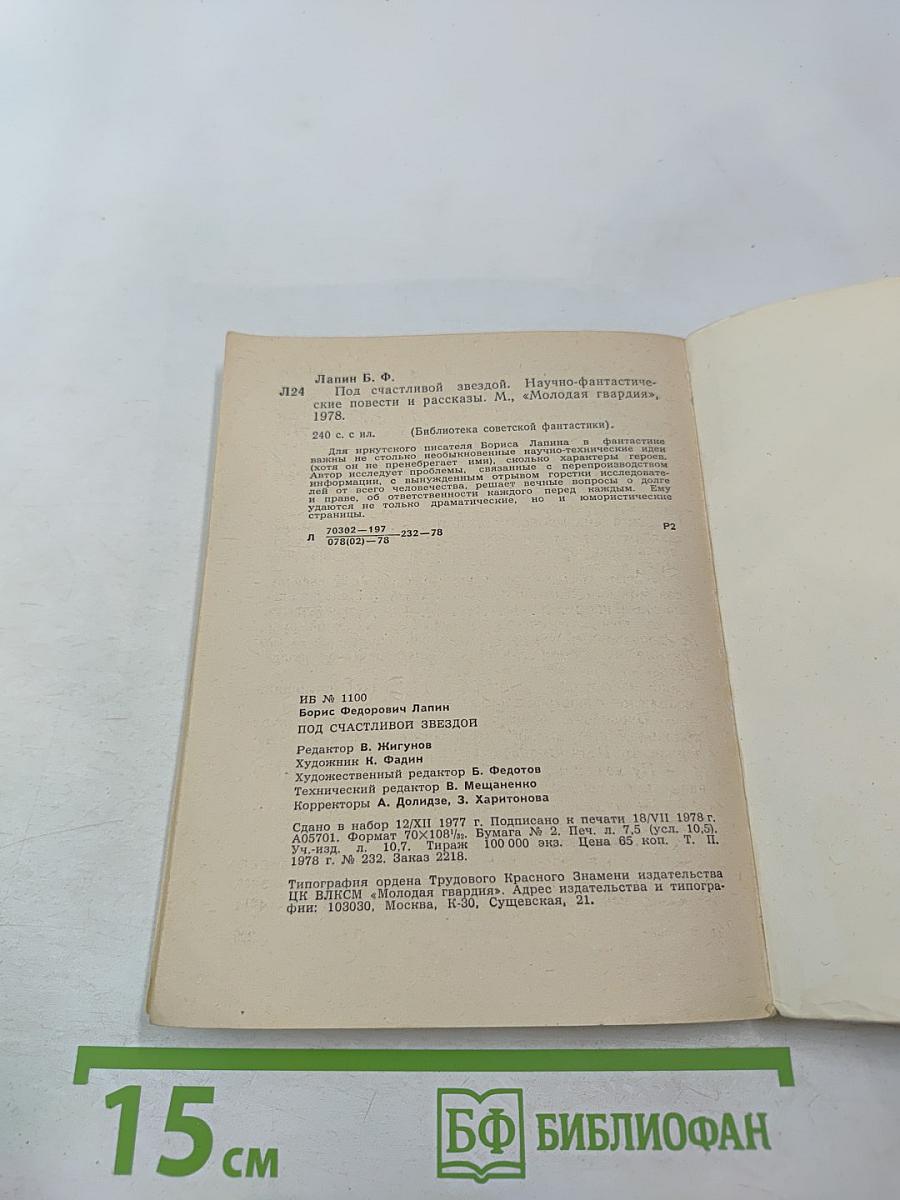 Лапин Б. Ф.
Л24 Под счастливой звездой. Научно-фантастиче-
ские повести и рассказы. М., «Молодая гвардия»,
1978.
240 с. с ил. (Библиотека советской фантастики).
Для иркутского писателя Бориса Лапина в фантастике
важны не столько необыкновенные научно-технические идеи
(хотя он не пренебрегает ими), сколько характеры героев.
Автор исследует проблемы, связанные с перепроизводством
информации, с вынужденным отрывом горстки исследовате-
лей от всего человечества, решает вечные вопросы о долге
и праве, об ответственности каждого перед каждым. Ему
удаются не только драматические, но и юмористические
страницы.
Л 70302—197
078(02)—78 —232—78 Р2
ИБ № 1100
Борис Федорович Лапин
ПОД СЧАСТЛИВОЙ ЗВЕЗДОЙ
Редактор В. Жигунов
Художник К. Фадин
Художественный редактор Б. Федотов
Технический редактор В. Мещаненко
Корректоры А. Долидзе, З. Харитонова
Сдано в набор 12/XII 1977 г. Подписано к печати 18/VII 1978 г.
А05701. Формат 70×108¹/₃₂. Бумага № 2. Печ. л. 7,5 (усл. 10,5).
Уч.-изд. л. 10,7. Тираж 100 000 экз. Цена 65 коп. Т. П.
1978 г. № 232. Заказ 2218.
Типография ордена Трудового Красного Знамени издательства
ЦК ВЛКСМ «Молодая гвардия». Адрес издательства и типогра-
фии: 103030, Москва, К-30, Сущевская, 21.
15 см БФ БИБЛИОФАН